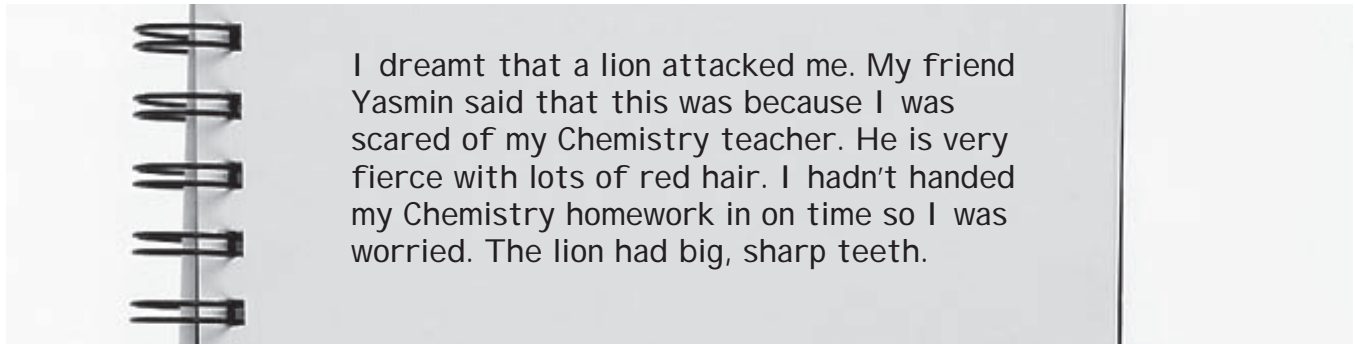 I dreamt that a lion attacked me. My friend
Yasmin said that this was because I was
scared of my Chemistry teacher. He is very
fierce with lots of red hair. I hadn't handed
my Chemistry homework in on time so I was
worried. The lion had big, sharp teeth.